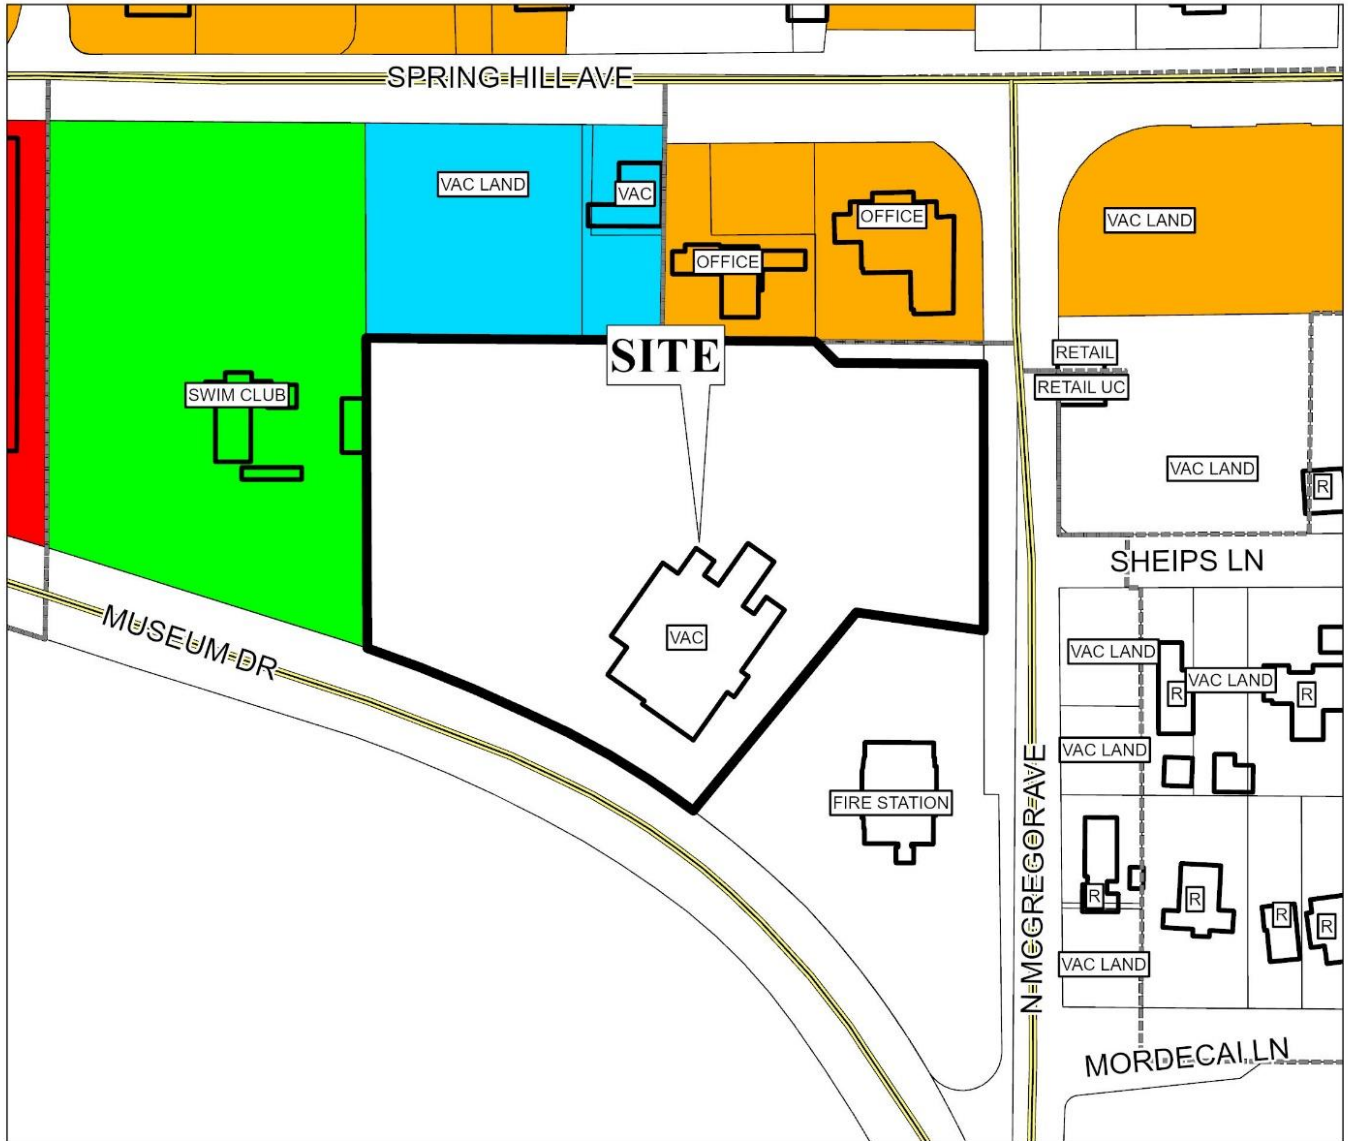 SPRING HILL AVE
VAC LAND
VAC
OFFICE
VAC LAND
OFFICE
SITE
RETAIL
RETAIL UC
SWIM CLUB
VAC LAND
R
SHEIPS LN
MUSEUM DR
VAC
VAC LAND
VAC LAND
R
R
VAC LAND
FIRE STATION
N MCGREGOR AVE
R
R
R
R
VAC LAND
MORDECAI LN